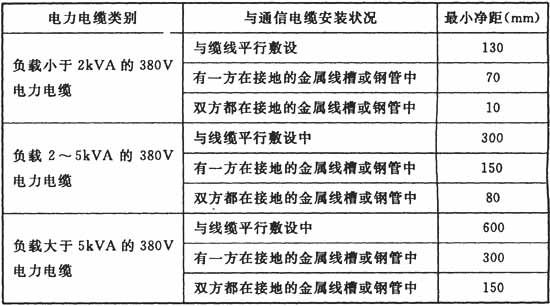 电力电缆类别 与通信电缆安装状况 最小净距(mm)
负载小于 2kVA 的 380V
电力电缆
与缆线平行敷设 130
有一方在接地的金属线槽或钢管中 70
双方都在接地的金属线槽或钢管中 10
负载 2～5kVA 的 380V
电力电缆
与线缆平行敷设中 300
有一方在接地的金属线槽或钢管中 150
双方都在接地的金属线槽或钢管中 80
负载大于 5kVA 的 380V
电力电缆
与线缆平行敷设中 600
有一方在接地的金属线槽或钢管中 300
双方都在接地的金属线槽或钢管中 150